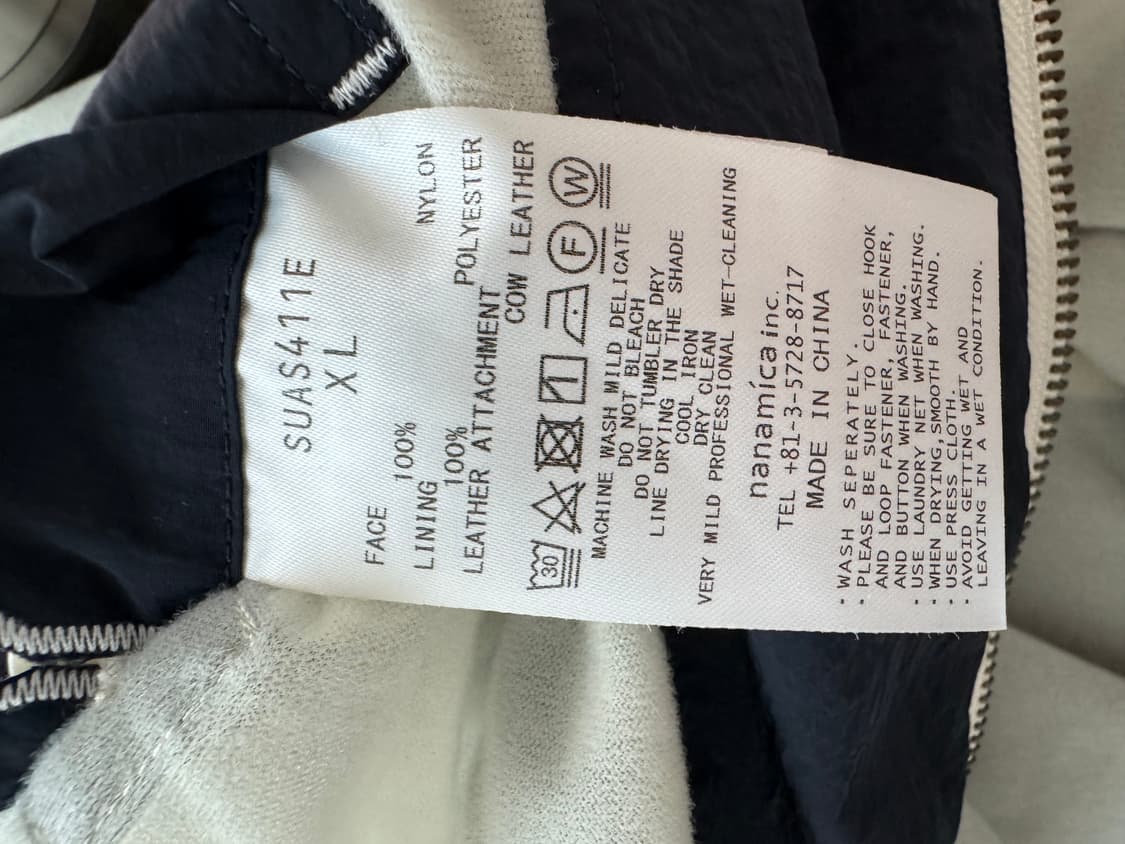 SUAS411E
XL
FACE
100% NYLON
LINING
100% POLYESTER
LEATHER ATTACHMENT
COW LEATHER
30 F W
MACHINE WASH MILD DELICATE
DO NOT BLEACH
DO NOT TUMBLER DRY
LINE DRYING IN THE SHADE
COOL IRON
DRY CLEAN
VERY MILD PROFESSIONAL WET-CLEANING
nanamica inc.
TEL +81-3-5728-8717
MADE IN CHINA
・WASH SEPERATELY.
・PLEASE BE SURE TO CLOSE HOOK
AND LOOP FASTENER, FASTENER,
AND BUTTON WHEN WASHING.
・USE LAUNDRY NET WHEN WASHING.
・WHEN DRYING,SMOOTH BY HAND.
・USE PRESS CLOTH.
・AVOID GETTING WET AND
LEAVING IN A WET CONDITION.